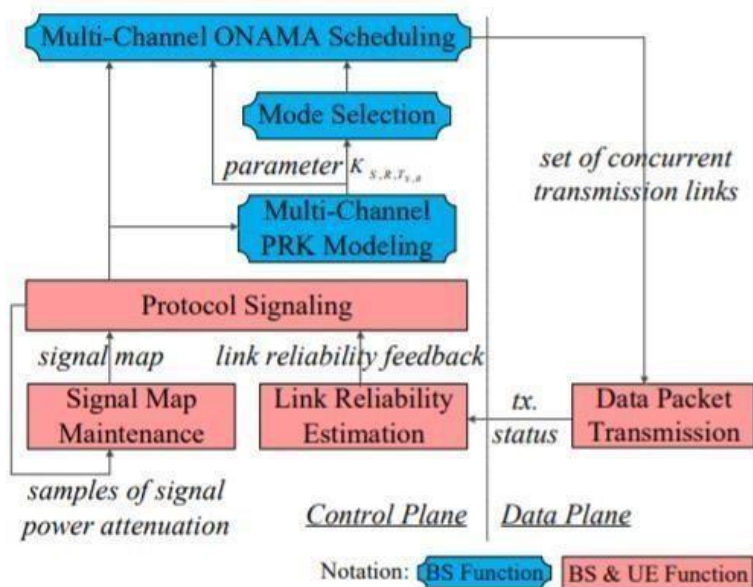 Multi-Channel ONAMA Scheduling
Mode Selection
parameter K S,R,T S,R
set of concurrent
transmission links
Multi-Channel
PRK Modeling
Protocol Signaling
signal map
link reliability feedback
Signal Map
Maintenance
Link Reliability
Estimation
tx.
status
Data Packet
Transmission
samples of signal
power attenuation
Control Plane
Data Plane
Notation:
BS Function
BS & UE Function